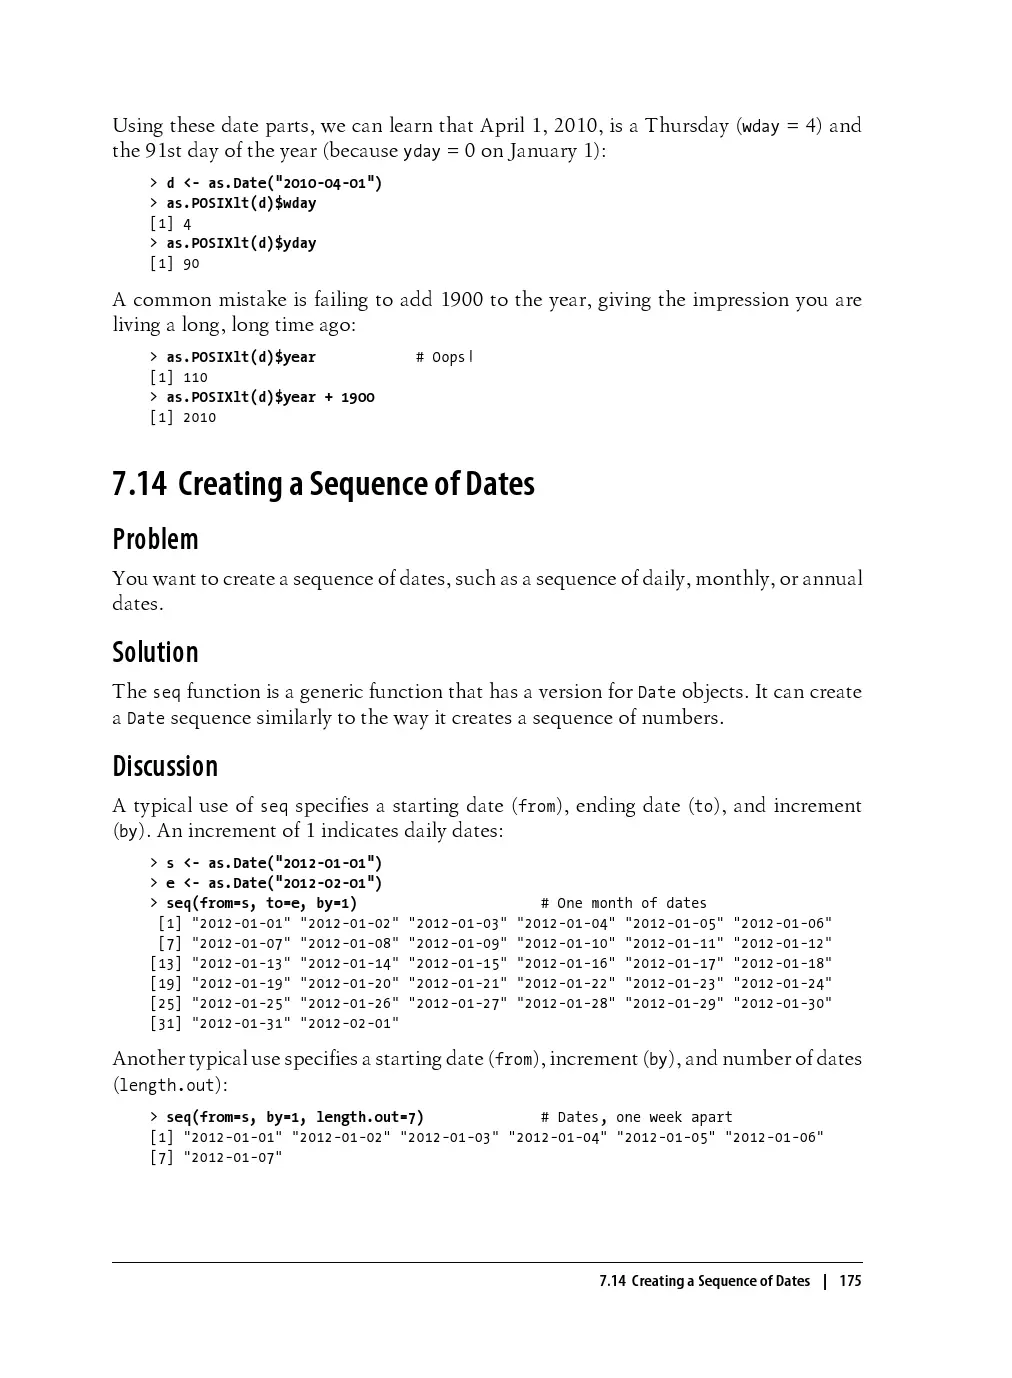 Using these date parts, we can learn that April 1, 2010, is a Thursday (wday = 4) and
the 91st day of the year (because yday = 0 on January 1):
> d <- as.Date("2010-04-01")
> as.POSIXlt(d)$wday
[1] 4
> as.POSIXlt(d)$yday
[1] 90
A common mistake is failing to add 1900 to the year, giving the impression you are
living a long, long time ago:
> as.POSIXlt(d)$year # Oops|
[1] 110
> as.POSIXlt(d)$year + 1900
[1] 2010
7.14 Creating a Sequence of Dates
Problem
You want to create a sequence of dates, such as a sequence of daily, monthly, or annual
dates.
Solution
The seq function is a generic function that has a version for Date objects. It can create
a Date sequence similarly to the way it creates a sequence of numbers.
Discussion
A typical use of seq specifies a starting date (from), ending date (to), and increment
(by). An increment of 1 indicates daily dates:
> s <- as.Date("2012-01-01")
> e <- as.Date("2012-02-01")
> seq(from=s, to=e, by=1) # One month of dates
[1] "2012-01-01" "2012-01-02" "2012-01-03" "2012-01-04" "2012-01-05" "2012-01-06"
[7] "2012-01-07" "2012-01-08" "2012-01-09" "2012-01-10" "2012-01-11" "2012-01-12"
[13] "2012-01-13" "2012-01-14" "2012-01-15" "2012-01-16" "2012-01-17" "2012-01-18"
[19] "2012-01-19" "2012-01-20" "2012-01-21" "2012-01-22" "2012-01-23" "2012-01-24"
[25] "2012-01-25" "2012-01-26" "2012-01-27" "2012-01-28" "2012-01-29" "2012-01-30"
[31] "2012-01-31" "2012-02-01"
Another typical use specifies a starting date (from), increment (by), and number of dates
(length.out):
> seq(from=s, by=1, length.out=7) # Dates, one week apart
[1] "2012-01-01" "2012-01-02" "2012-01-03" "2012-01-04" "2012-01-05" "2012-01-06"
[7] "2012-01-07"
7.14 Creating a Sequence of Dates | 175